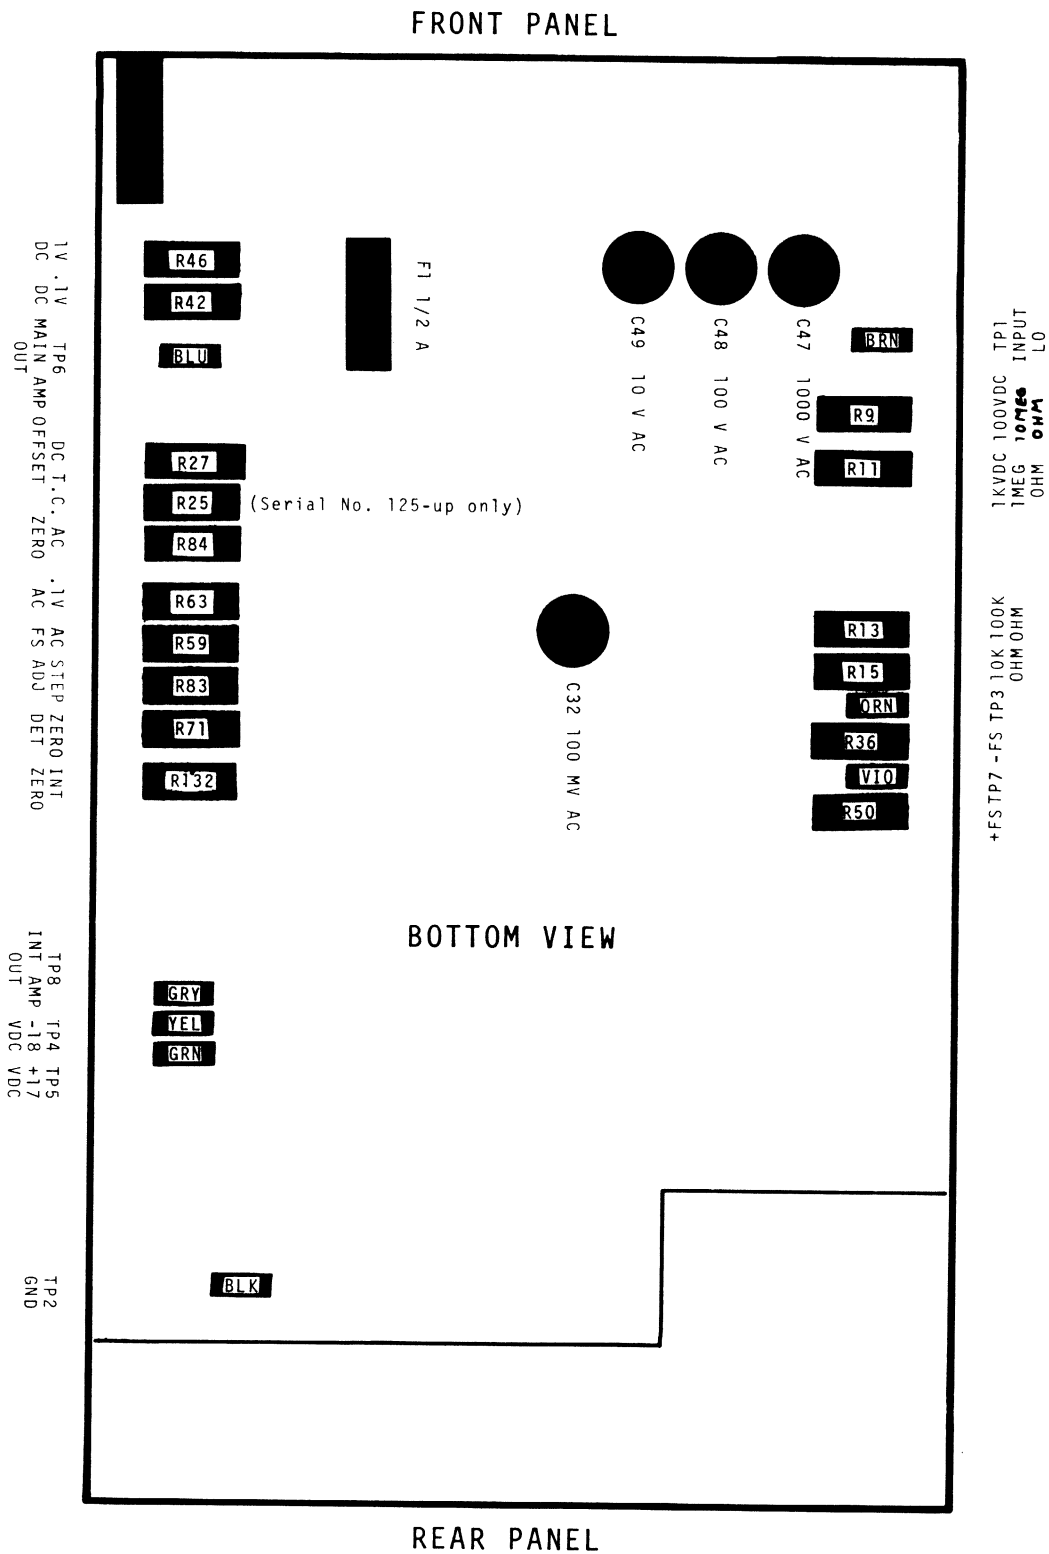 FRONT PANEL
1V .1V
DC DC
R46
R42
TP6
MAIN AMP
OUT
BLU
F1 1/2 A
C49 10 V AC
C48 100 V AC
C47 1000 V AC
BRN
TP1
INPUT
LO
R9
100VDC
10MEG
OHM
R11
1KVDC
1MEG
OHM
DC T.C. AC
OFFSET ZERO
R27
R25
(Serial No. 125-up only)
R84
.1V AC STEP ZERO INT
AC FS ADJ DET ZERO
R63
R59
R83
R71
R132
C32 100 MV AC
R13
R15
ORN
R36
VIO
R50
10K 100K
OHM OHM
+FS TP7 -FS TP3
BOTTOM VIEW
TP8 TP4 TP5
INT AMP -18 +17
OUT VDC VDC
GRY
YEL
GRN
TP2
GND
BLK
REAR PANEL